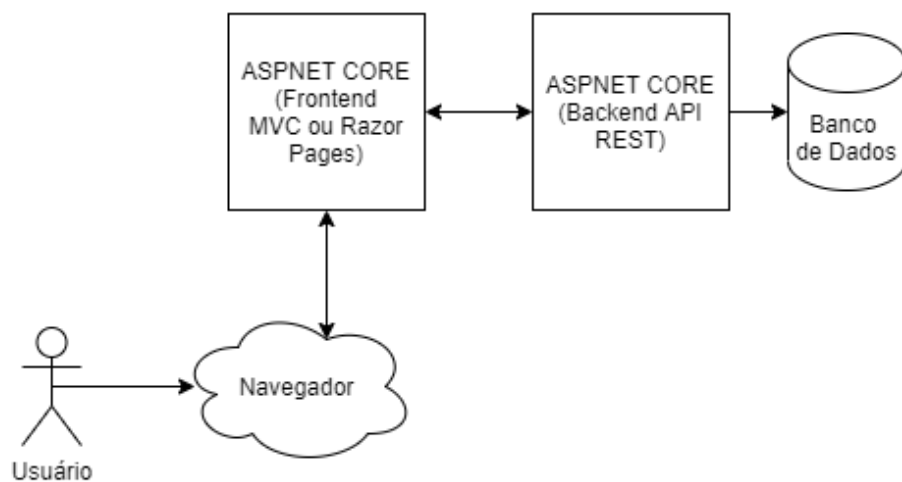 ASPNET CORE
(Frontend
MVC ou Razor
Pages)
ASPNET CORE
(Backend API
REST)
Banco
de Dados
Navegador
Usuário